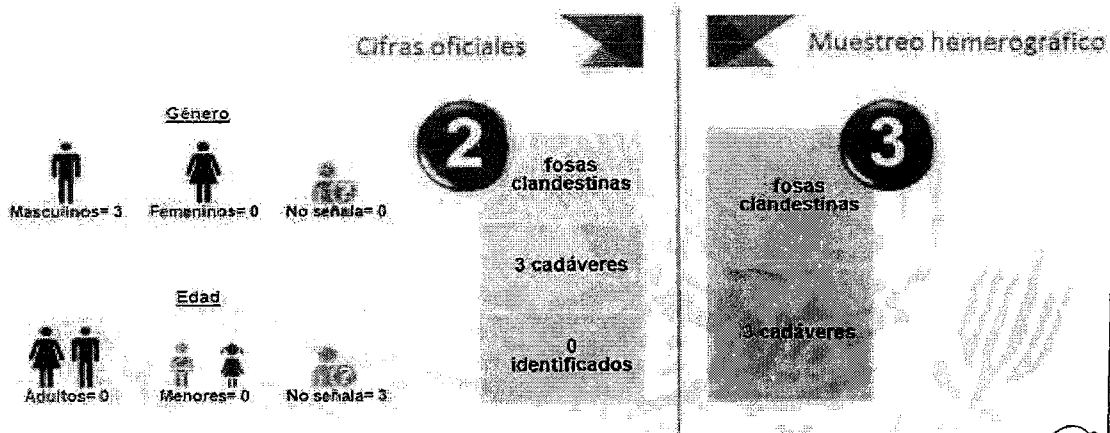 Cifras oficiales
Género
Masculinos= 3
Femeninos= 0
No señala= 0
Edad
Adultos= 0
Menores= 0
No señala= 3
2
fosas
clandestinas
3 cadáveres
0
identificados
Muestreo hemerográfico
3
fosas
clandestinas
3 cadáveres